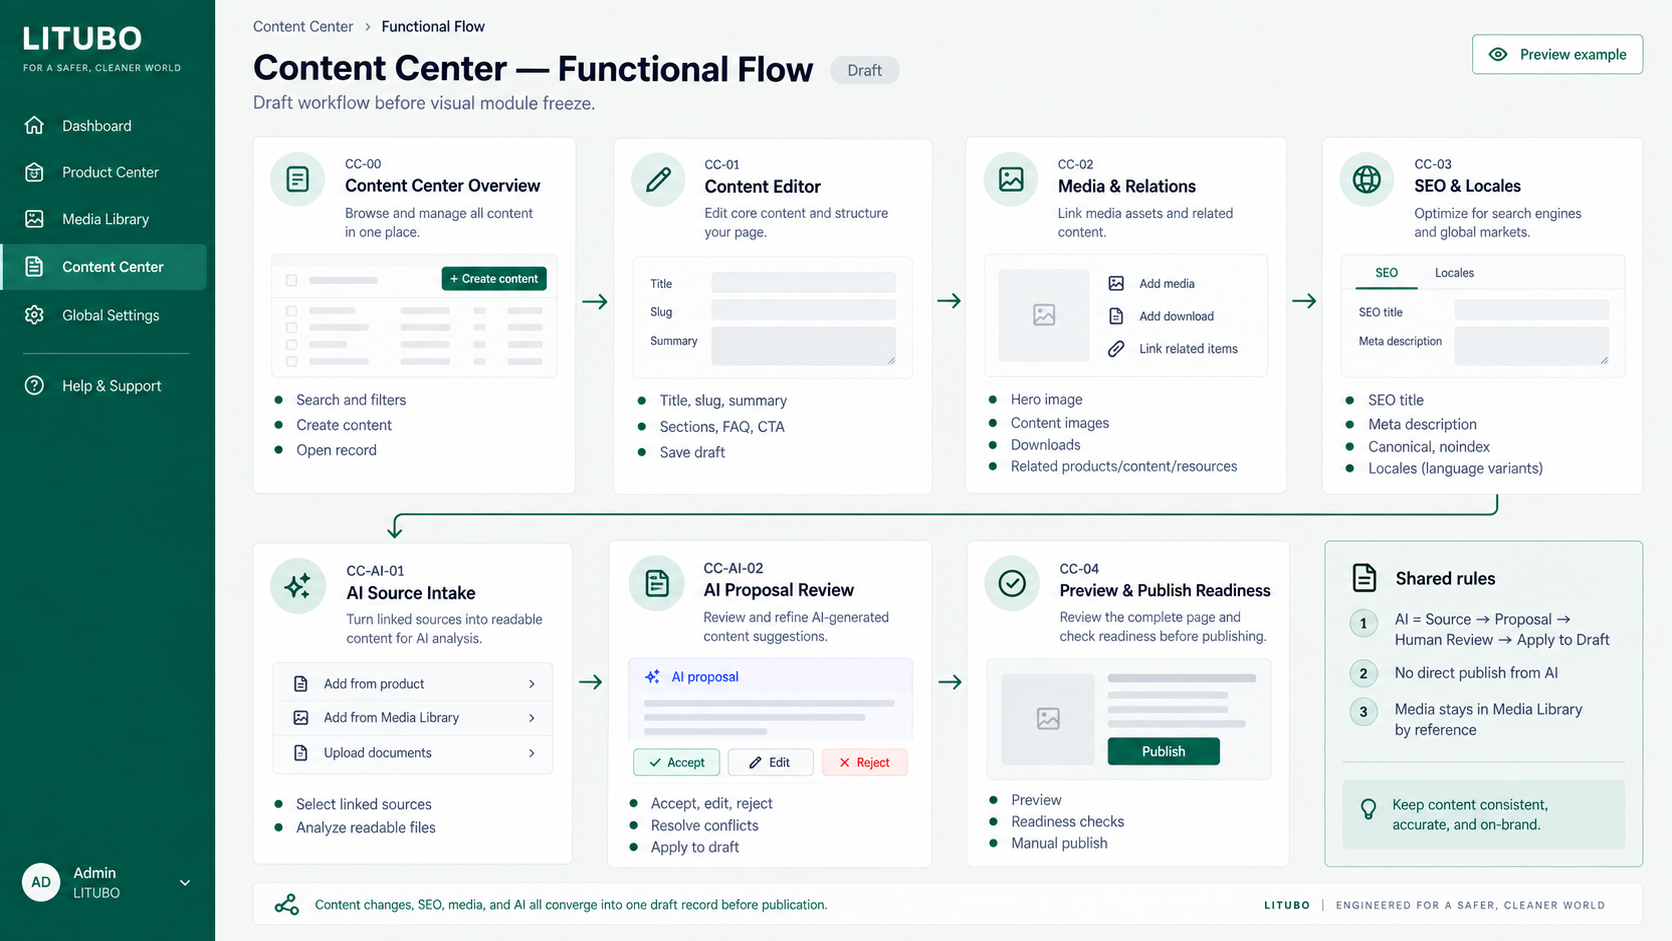 LITUBO
FOR A SAFER, CLEANER WORLD
Dashboard
Product Center
Media Library
Content Center
Global Settings
Help & Support
AD
Admin
LITUBO
Content Center > Functional Flow
Content Center — Functional Flow
Draft
Draft workflow before visual module freeze.
Preview example
CC-00
Content Center Overview
Browse and manage all content
in one place.
+ Create content
Search and filters
Create content
Open record
CC-01
Content Editor
Edit core content and structure
your page.
Title
Slug
Summary
Title, slug, summary
Sections, FAQ, CTA
Save draft
CC-02
Media & Relations
Link media assets and related
content.
Add media
Add download
Link related items
Hero image
Content images
Downloads
Related products/content/resources
CC-03
SEO & Locales
Optimize for search engines
and global markets.
SEO
Locales
SEO title
Meta description
SEO title
Meta description
Canonical, noindex
Locales (language variants)
CC-AI-01
AI Source Intake
Turn linked sources into readable
content for AI analysis.
Add from product
Add from Media Library
Upload documents
Select linked sources
Analyze readable files
CC-AI-02
AI Proposal Review
Review and refine AI-generated
content suggestions.
AI proposal
Accept
Edit
Reject
Accept, edit, reject
Resolve conflicts
Apply to draft
CC-04
Preview & Publish Readiness
Review the complete page and
check readiness before publishing.
Publish
Preview
Readiness checks
Manual publish
Shared rules
1
AI = Source → Proposal →
Human Review → Apply to Draft
2
No direct publish from AI
3
Media stays in Media Library
by reference
Keep content consistent,
accurate, and on-brand.
Content changes, SEO, media, and AI all converge into one draft record before publication.
LITUBO | ENGINEERED FOR A SAFER, CLEANER WORLD